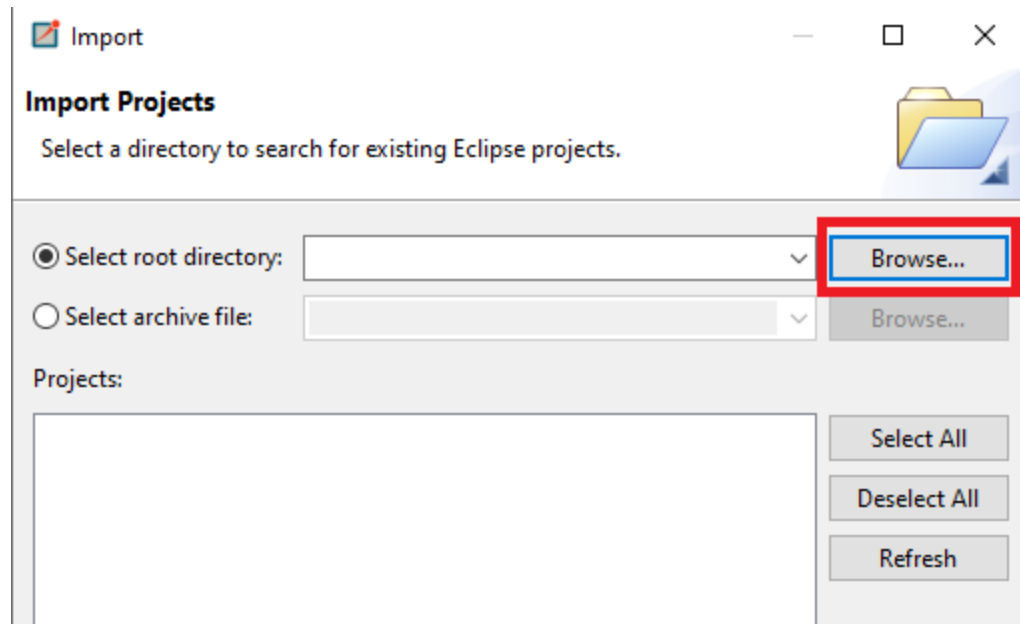 Import
Import Projects
Select a directory to search for existing Eclipse projects.
Select root directory: Browse...
Select archive file: Browse...
Projects:
Select All
Deselect All
Refresh